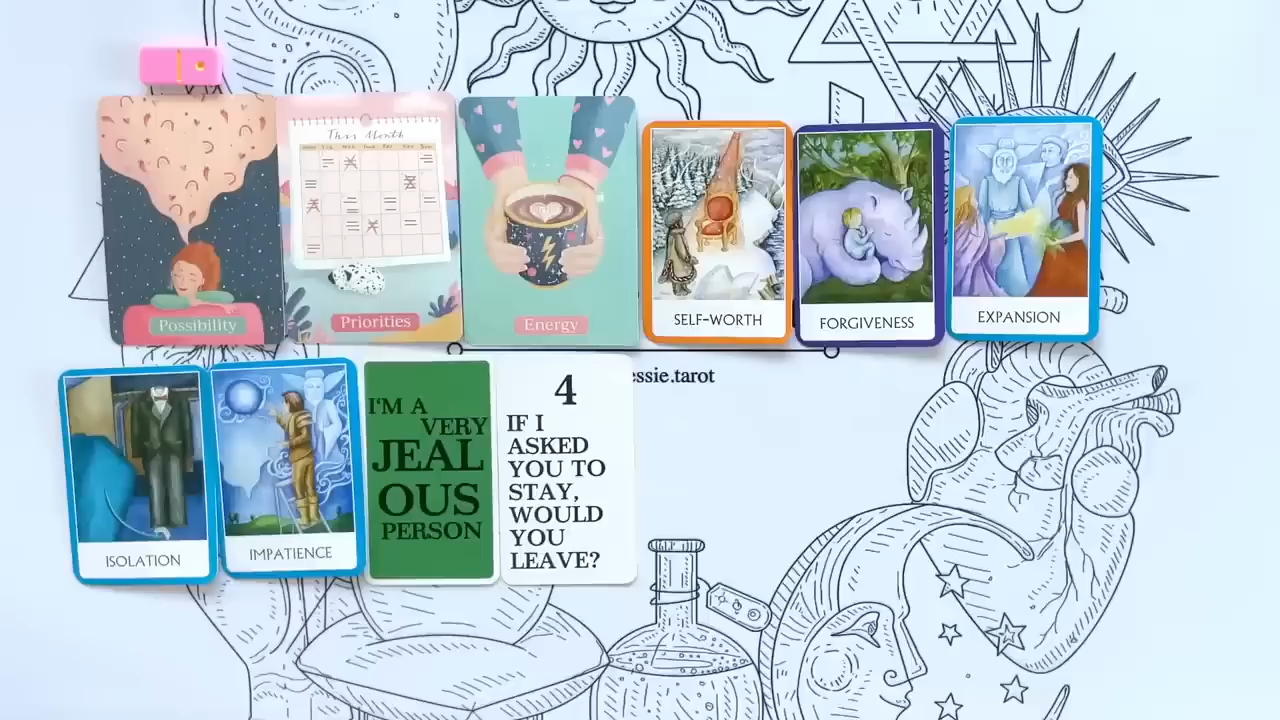 This Month
Possibility
Priorities
Energy
SELF-WORTH
FORGIVENESS
EXPANSION
essie.tarot
ISOLATION
IMPATIENCE
I'M A
VERY
JEAL
OUS
PERSON
4
IF I
ASKED
YOU TO
STAY,
WOULD
YOU
LEAVE?